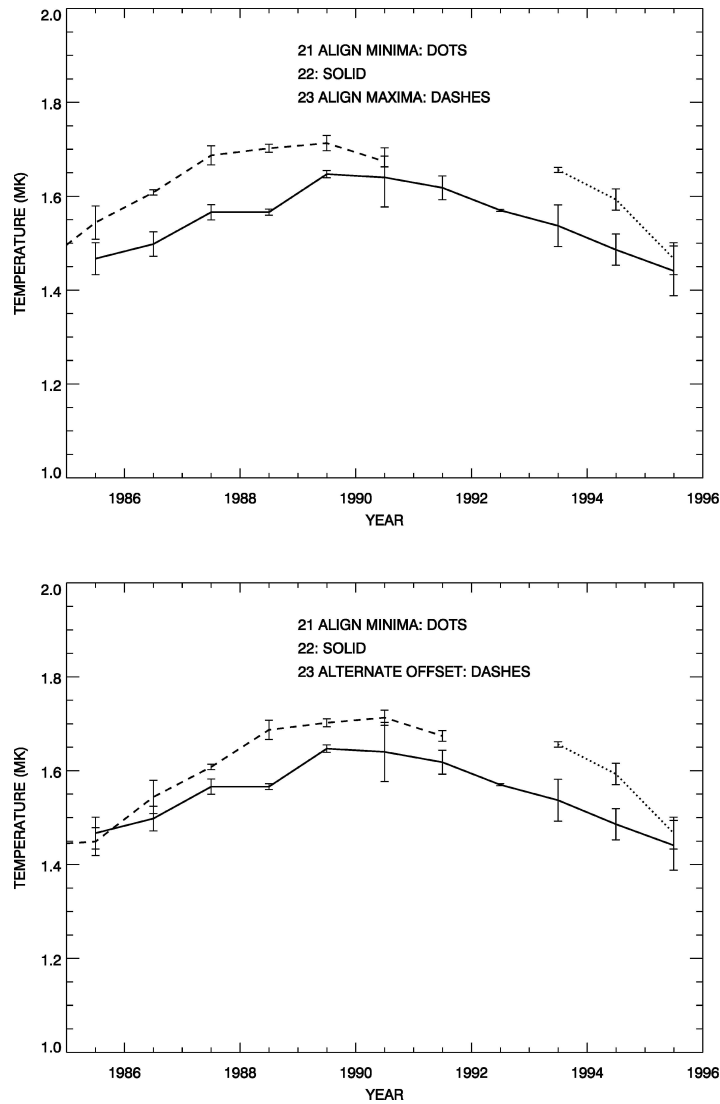 2.0
21 ALIGN MINIMA: DOTS
22: SOLID
23 ALIGN MAXIMA: DASHES
1.8
1.6
TEMPERATURE (MK)
1.4
1.2
1.0
1986 1988 1990 1992 1994 1996
YEAR
2.0
21 ALIGN MINIMA: DOTS
22: SOLID
23 ALTERNATE OFFSET: DASHES
1.8
1.6
TEMPERATURE (MK)
1.4
1.2
1.0
1986 1988 1990 1992 1994 1996
YEAR